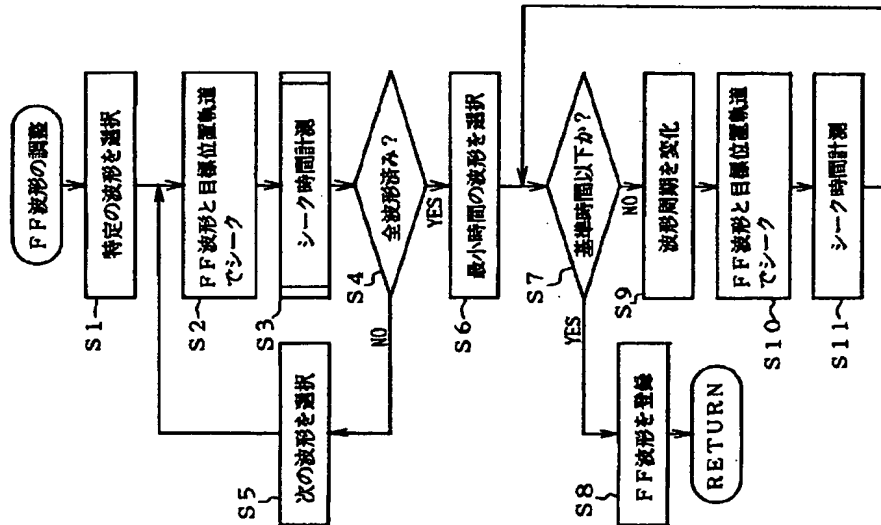 FF波形の調整
S1
特定の波形を選択
S2
FF波形と目標位置軌道
でシーク
S3
シーク時間計測
S4
全波形済み?
NO
YES
S5
次の波形を選択
S6
最小時間の波形を選択
S7
基準時間以下か?
YES
NO
S8
FF波形を登録
RETURN
S9
波形周期を変化
S10
FF波形と目標位置軌道
でシーク
S11
シーク時間計測